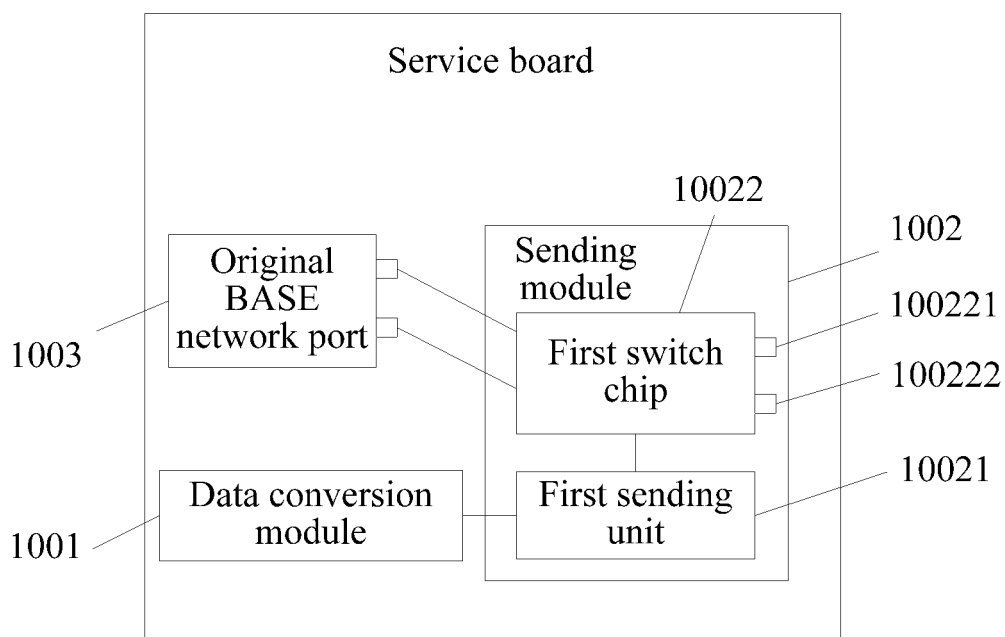 Service board
10022
1002
Sending
module
Original
BASE
network port
100221
1003
First switch
chip
100222
10021
Data conversion
module
First sending
unit
1001